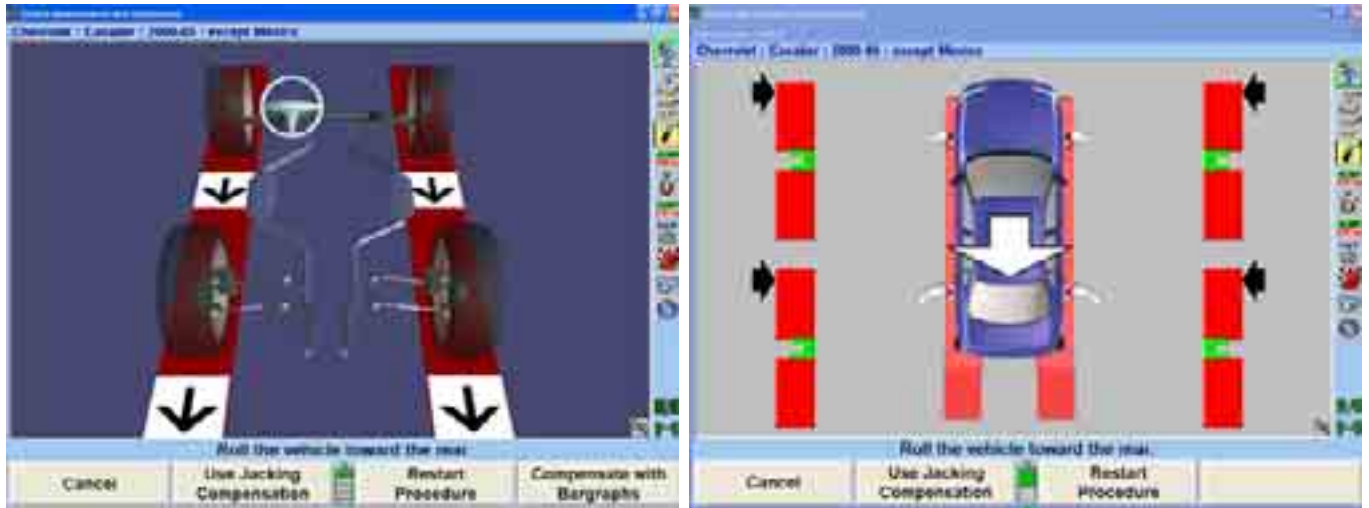 Chevrolet : Cavalier : 2000-05 : except Mexico
Roll the vehicle toward the rear.
Cancel
Use Jacking
Compensation
Restart
Procedure
Compensate with
Bargraphs
Chevrolet : Cavalier : 2000-05 : except Mexico
Roll the vehicle toward the rear.
Cancel
Use Jacking
Compensation
Restart
Procedure